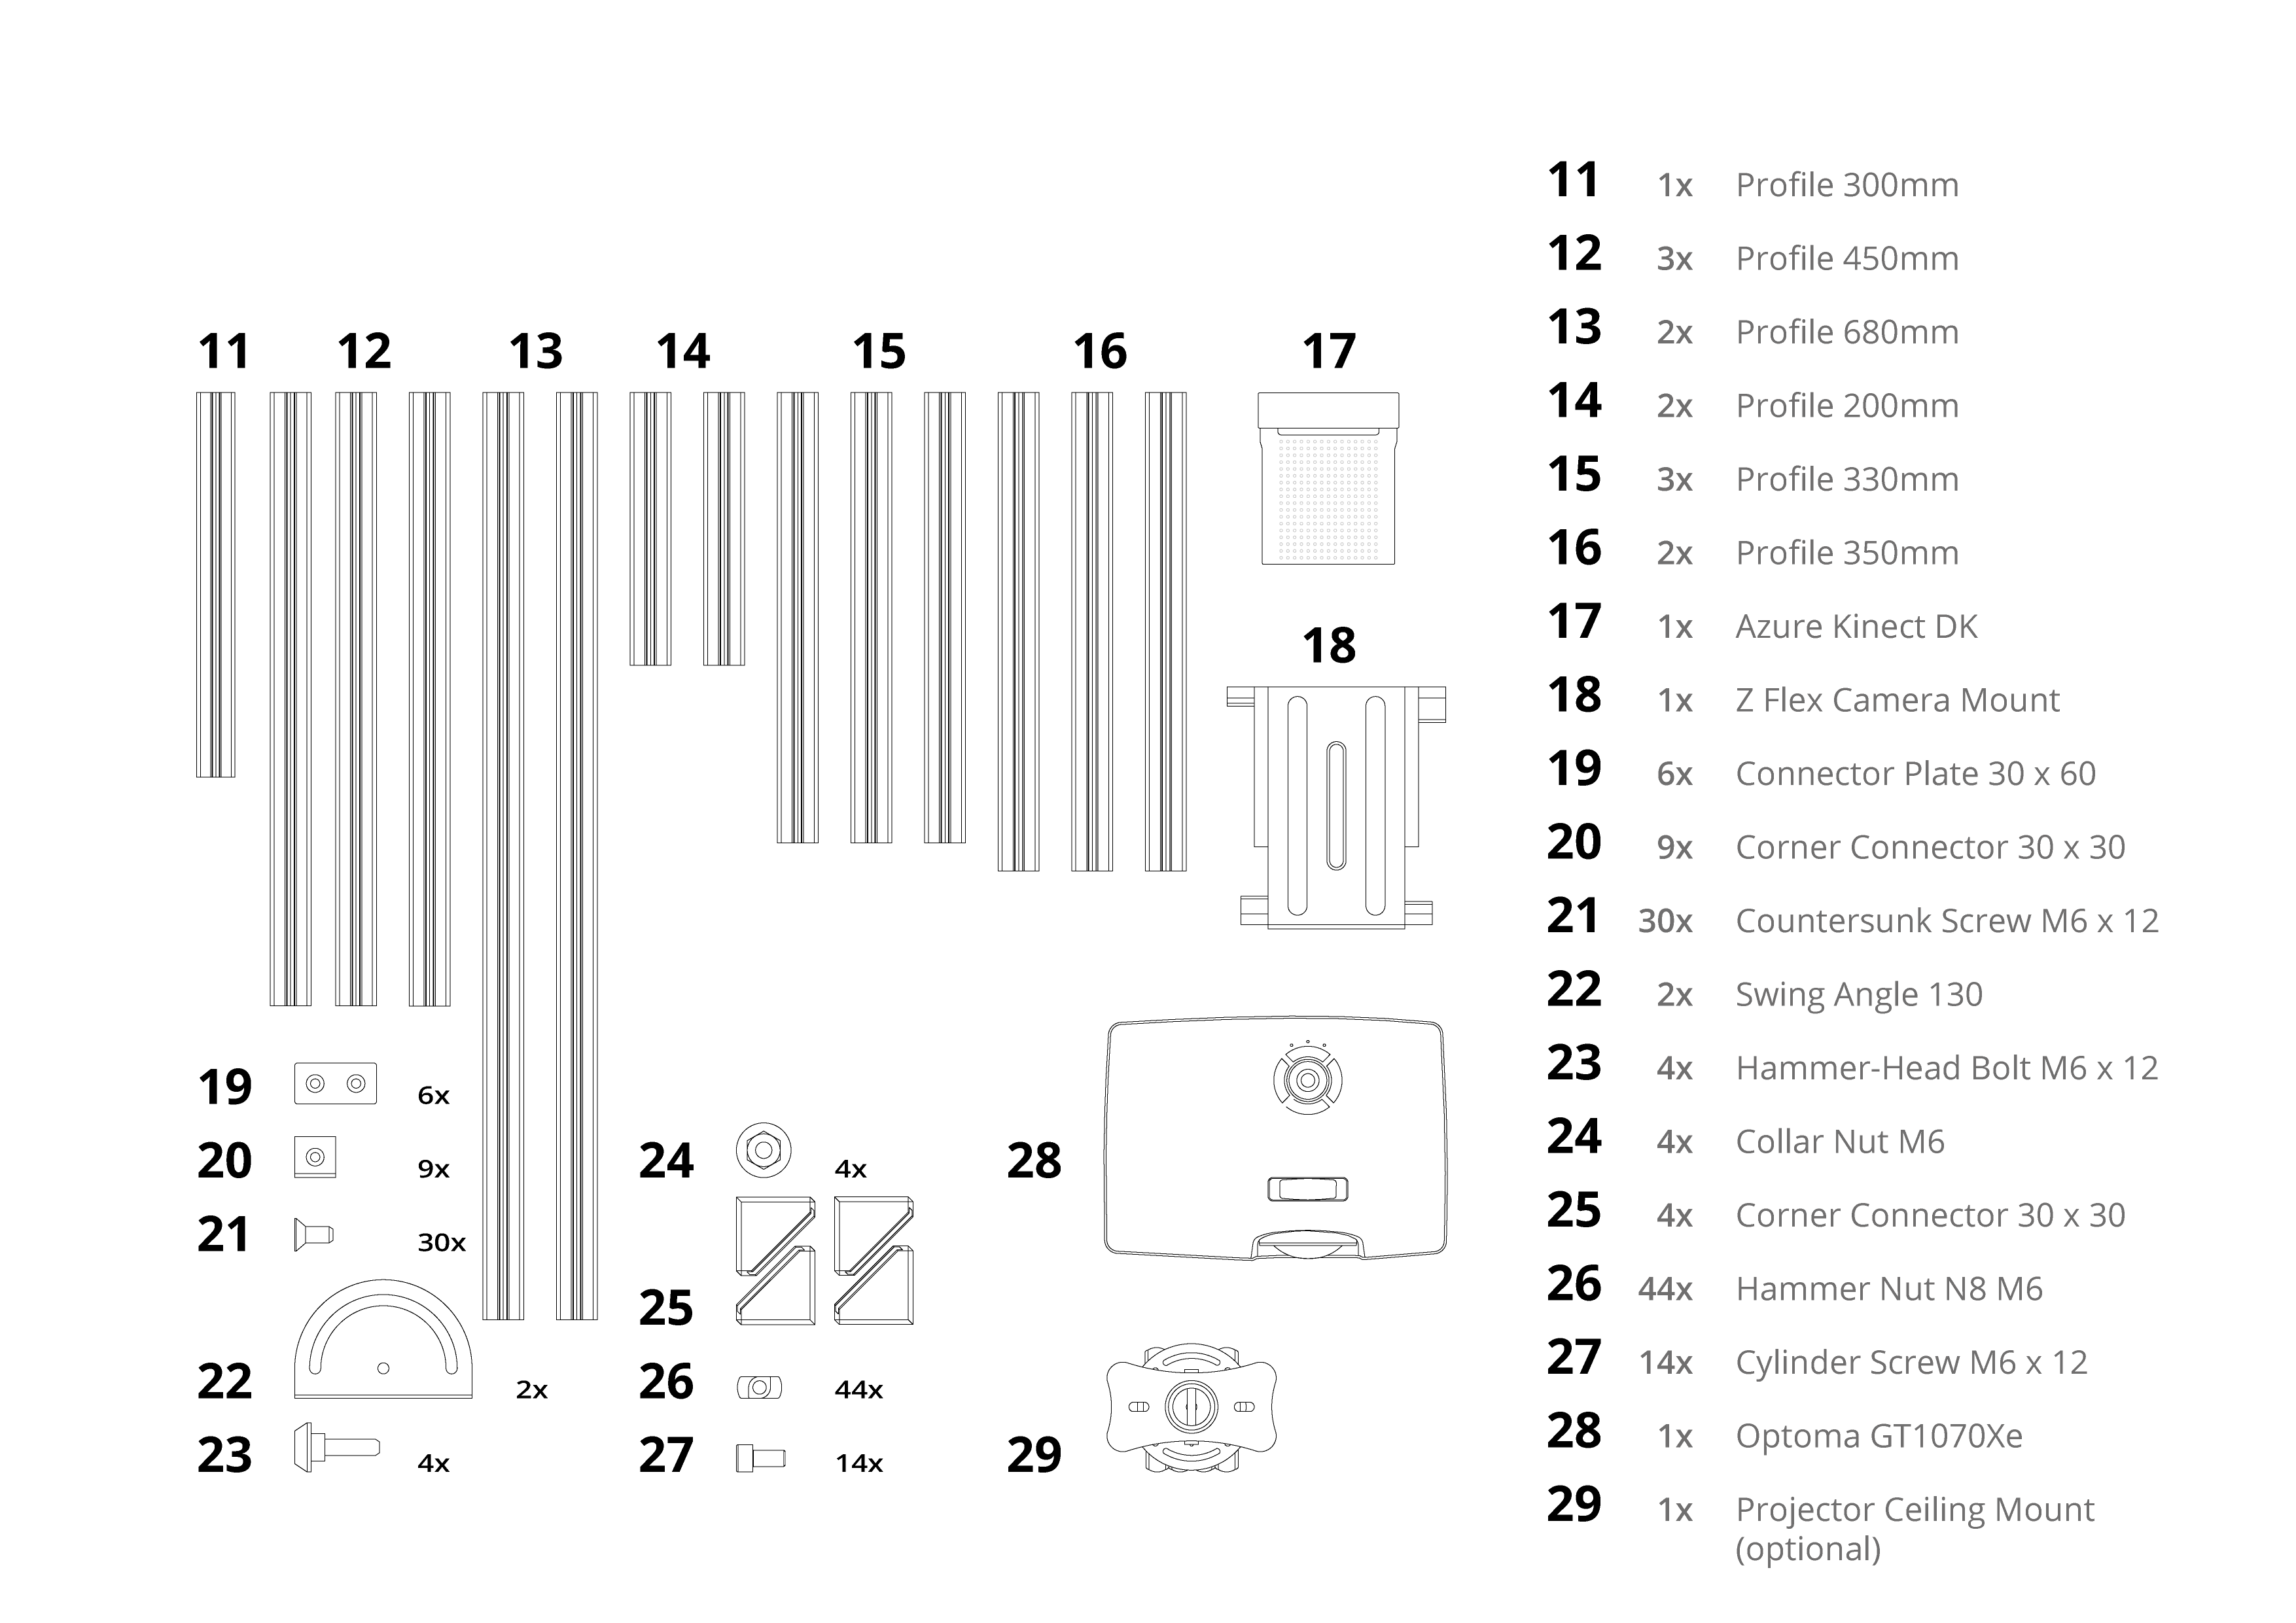 11 12 13 14 15 16 17
18
19 6x
20 9x
21 30x
22 2x
23 4x
24 4x
25
26 44x
27 14x
28
29
11 1x Profile 300mm
12 3x Profile 450mm
13 2x Profile 680mm
14 2x Profile 200mm
15 3x Profile 330mm
16 2x Profile 350mm
17 1x Azure Kinect DK
18 1x Z Flex Camera Mount
19 6x Connector Plate 30 x 60
20 9x Corner Connector 30 x 30
21 30x Countersunk Screw M6 x 12
22 2x Swing Angle 130
23 4x Hammer-Head Bolt M6 x 12
24 4x Collar Nut M6
25 4x Corner Connector 30 x 30
26 44x Hammer Nut N8 M6
27 14x Cylinder Screw M6 x 12
28 1x Optoma GT1070Xe
29 1x Projector Ceiling Mount
(optional)